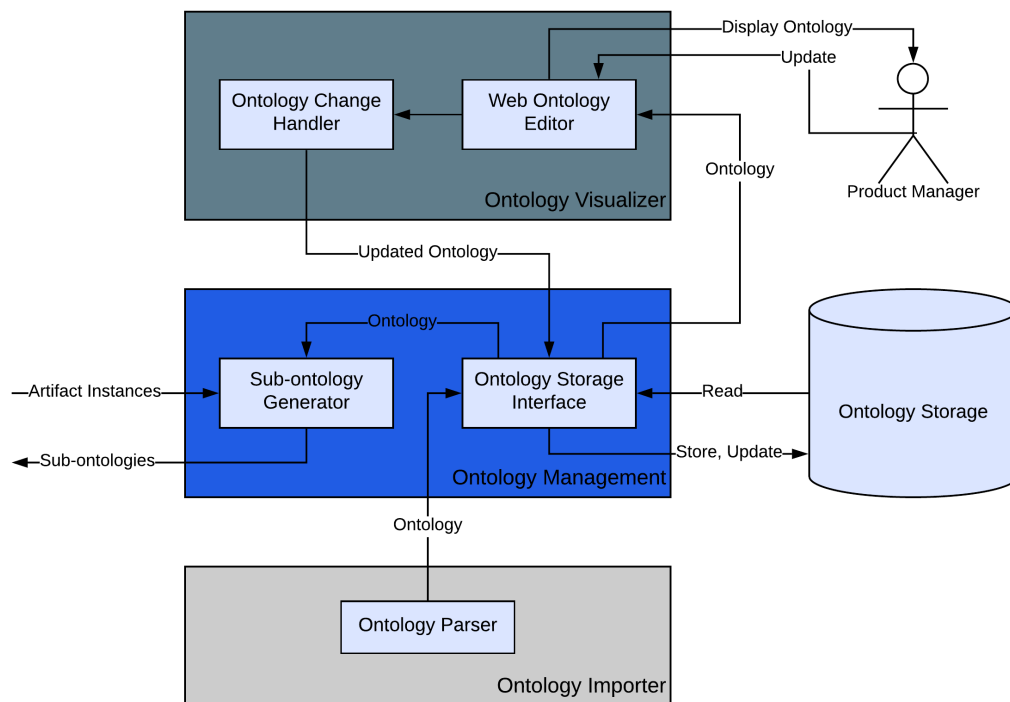 Display Ontology
Update
Ontology Change
Handler
Web Ontology
Editor
Ontology
Product Manager
Ontology Visualizer
Updated Ontology
Ontology
Artifact Instances
Sub-ontology
Generator
Ontology Storage
Interface
Read
Ontology Storage
Sub-ontologies
Store, Update
Ontology Management
Ontology
Ontology Parser
Ontology Importer